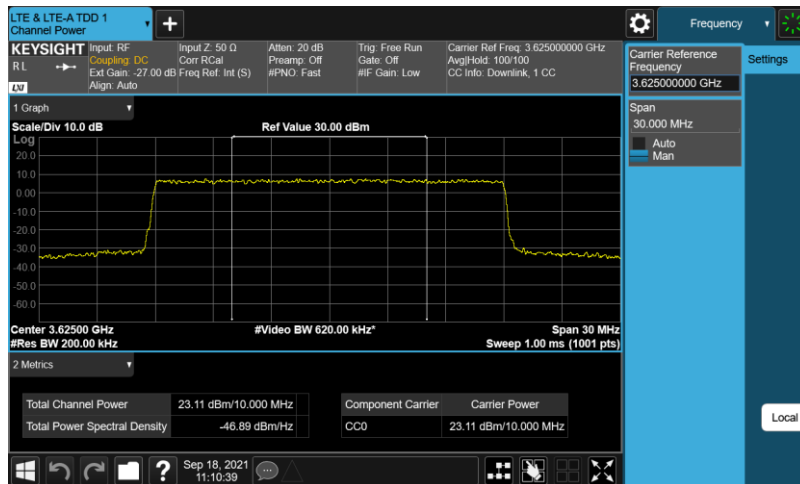 LTE & LTE-A TDD 1
Channel Power
Frequency
KEYSIGHT
R L
LXI
Input: RF
Coupling: DC
Ext Gain: -27.00 dB
Align: Auto
Input Z: 50 Ω
Corr RCal
Freq Ref: Int (S)
Atten: 20 dB
Preamp: Off
#PNO: Fast
Trig: Free Run
Gate: Off
#IF Gain: Low
Carrier Ref Freq: 3.625000000 GHz
Avg|Hold: 100/100
CC Info: Downlink, 1 CC
Carrier Reference
Frequency
3.625000000 GHz
Settings
Span
30.000 MHz
Auto
Man
1 Graph
Scale/Div 10.0 dB
Ref Value 30.00 dBm
Log
20.0
10.0
0.00
-10.0
-20.0
-30.0
-40.0
-50.0
-60.0
Center 3.62500 GHz
#Video BW 620.00 kHz*
Span 30 MHz
#Res BW 200.00 kHz
Sweep 1.00 ms (1001 pts)
2 Metrics
Total Channel Power 23.11 dBm/10.000 MHz
Total Power Spectral Density -46.89 dBm/Hz
Component Carrier Carrier Power
CC0 23.11 dBm/10.000 MHz
Local
?
Sep 18, 2021
11:10:39